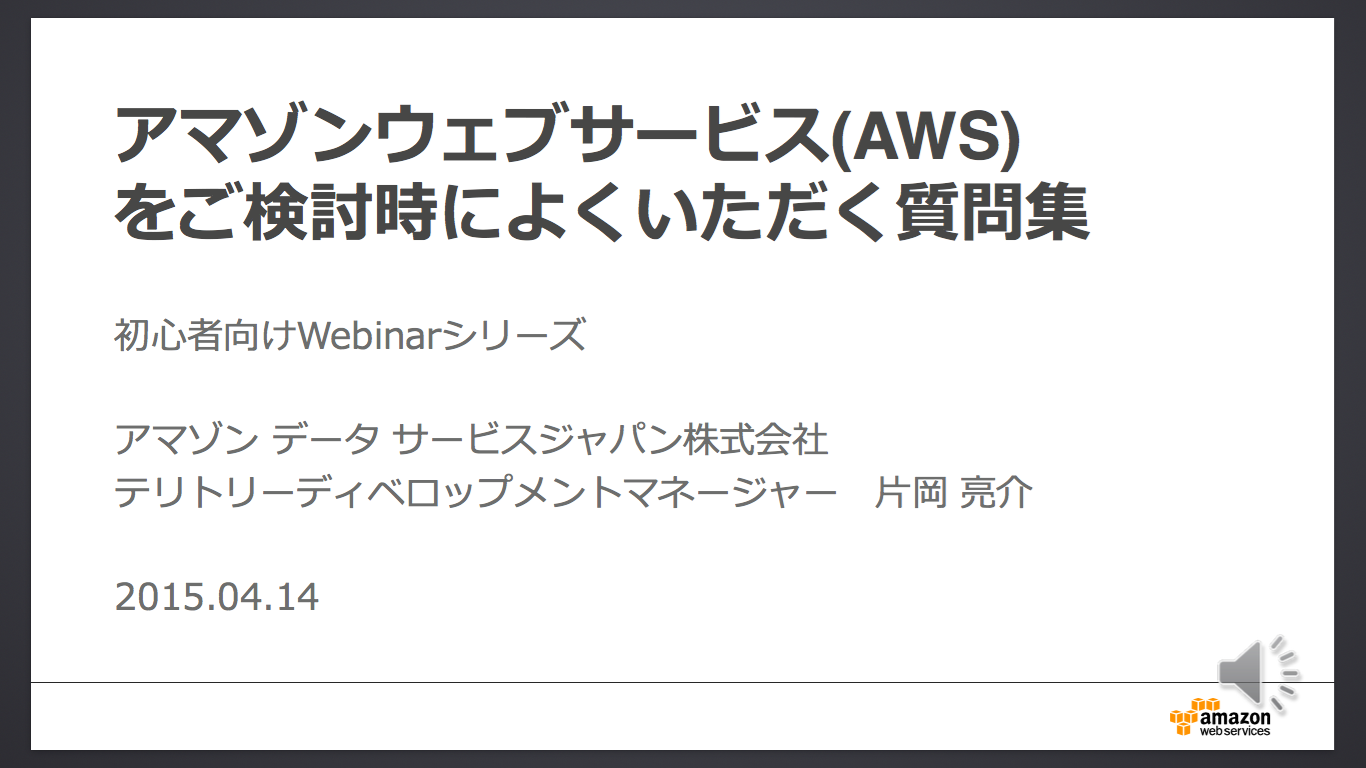 アマゾンウェブサービス(AWS)
をご検討時によくいただく質問集
初心者向けWebinarシリーズ
アマゾン データ サービスジャパン株式会社
テリトリーディベロップメントマネージャー　片岡 亮介
2015.04.14
amazon
web services